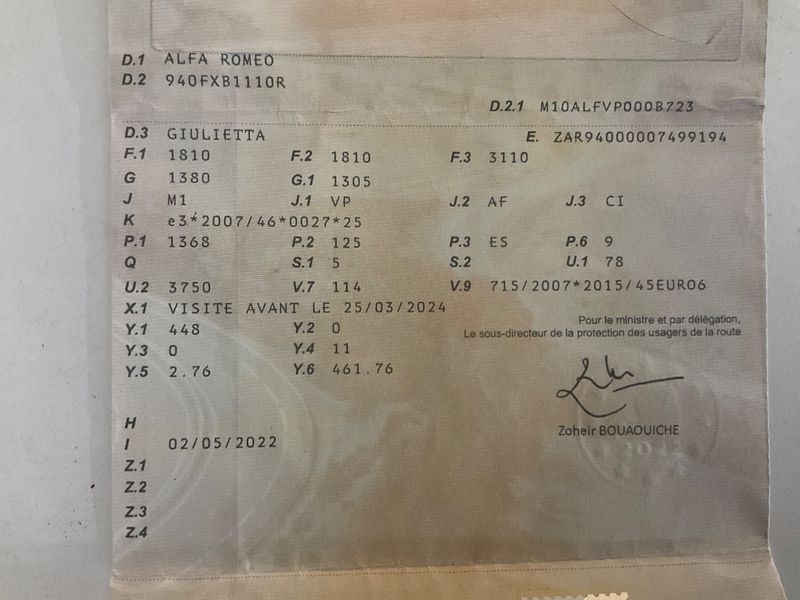 D.1 ALFA ROMEO
D.2 940FXB1110R
D.2.1 M10ALFVP000B723
D.3 GIULIETTA E. ZAR94000007499194
F.1 1810 F.2 1810 F.3 3110
G 1380 G.1 1305
J M1 J.1 VP J.2 AF J.3 CI
K e3*2007/46*0027*25
P.1 1368 P.2 125 P.3 ES P.6 9
Q S.1 5 S.2 U.1 78
U.2 3750 V.7 114 V.9 715/2007*2015/45EURO6
X.1 VISITE AVANT LE 25/03/2024
Y.1 448 Y.2 0
Y.3 0 Y.4 11
Y.5 2.76 Y.6 461.76
Pour le ministre et par délégation,
Le sous-directeur de la protection des usagers de la route
Zoheir BOUAOUICHE
H
I 02/05/2022
Z.1
Z.2
Z.3
Z.4